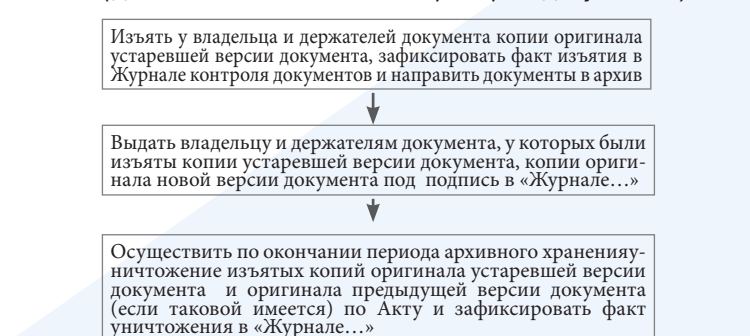 Изъять у владельца и держателей документа копии оригинала
устаревшей версии документа, зафиксировать факт изъятия в
Журнале контроля документов и направить документы в архив
Выдать владельцу и держателям документа, у которых были
изъяты копии устаревшей версии документа, копии ориги-
нала новой версии документа под подпись в «Журнале…»
Осуществить по окончании периода архивного храненияу-
ничтожение изъятых копий оригинала устаревшей версии
документа и оригинала предыдущей версии документа
(если таковой имеется) по Акту и зафиксировать факт
уничтожения в «Журнале…»